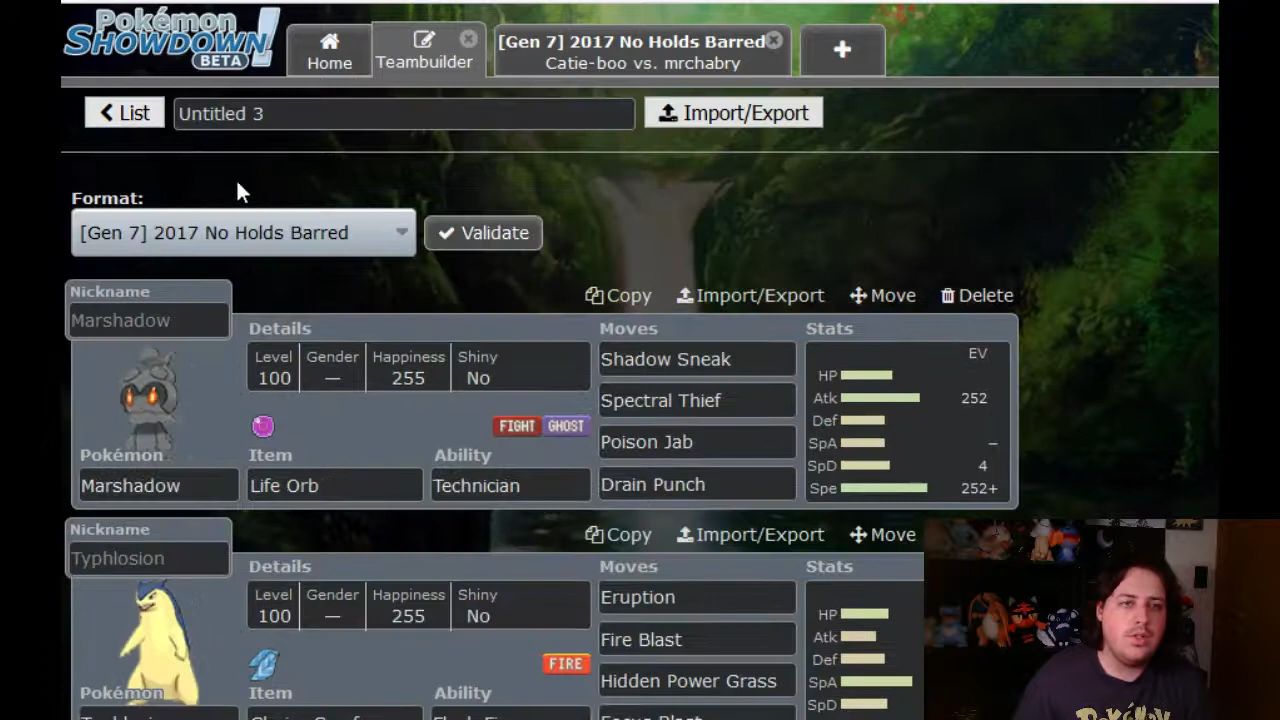 Pokémon
SHOWDOWN!
BETA
Home
Teambuilder
[Gen 7] 2017 No Holds Barred
Catie-boo vs. mrchabry
List
Untitled 3
Import/Export
Format:
[Gen 7] 2017 No Holds Barred
Validate
Nickname
Marshadow
Copy
Import/Export
Move
Delete
Details
Moves
Stats
Level
Gender
Happiness
Shiny
100
—
255
No
FIGHT
GHOST
Pokémon
Item
Ability
Marshadow
Life Orb
Technician
Shadow Sneak
Spectral Thief
Poison Jab
Drain Punch
EV
HP
Atk 252
Def
SpA –
SpD 4
Spe 252+
Nickname
Typhlosion
Copy
Import/Export
Move
Details
Moves
Stats
Level
Gender
Happiness
Shiny
100
—
255
No
FIRE
Pokémon
Item
Ability
Eruption
Fire Blast
Hidden Power Grass
HP
Atk
Def
SpA
SpD
POKÉMON